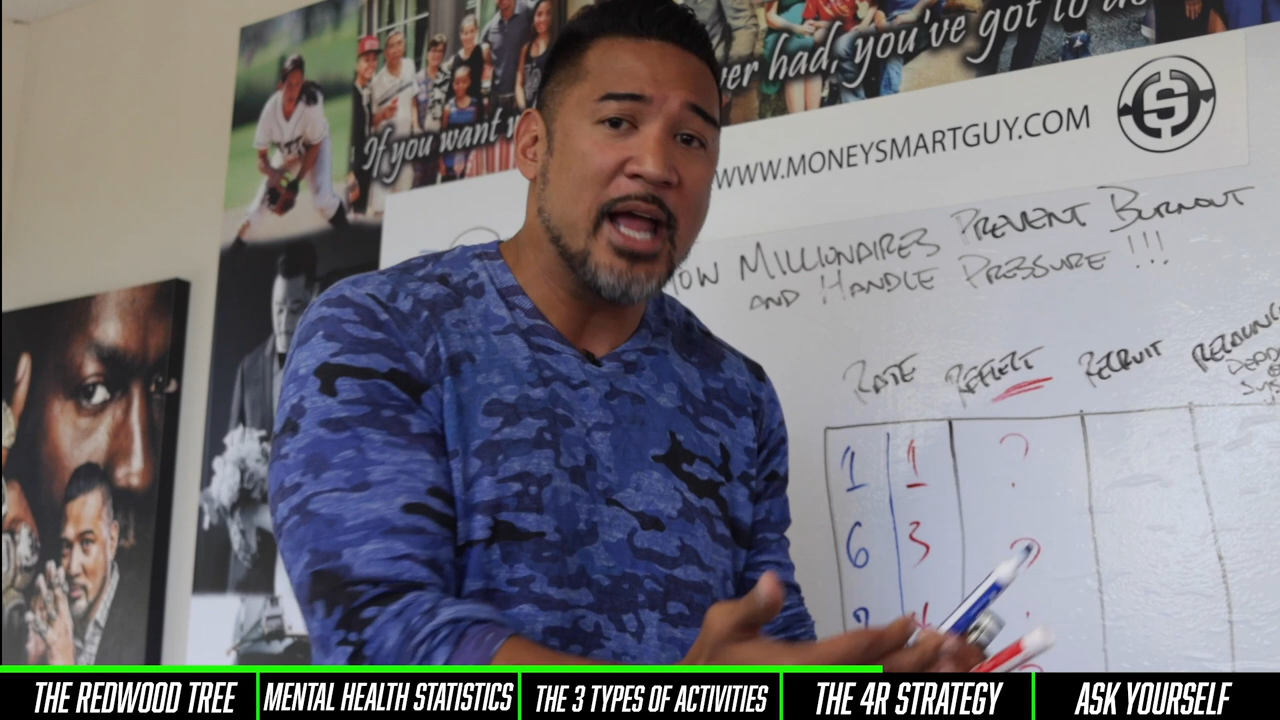 If you want
er had, you've got to do
WWW.MONEYSMARTGUY.COM
$
HOW MILLIONAIRES PREVENT BURNOUT
AND HANDLE PRESSURE !!!
RATE REFLECT RECRUIT
1 1 ?
6 3 ?
THE REDWOOD TREE
MENTAL HEALTH STATISTICS
THE 3 TYPES OF ACTIVITIES
THE 4R STRATEGY
ASK YOURSELF